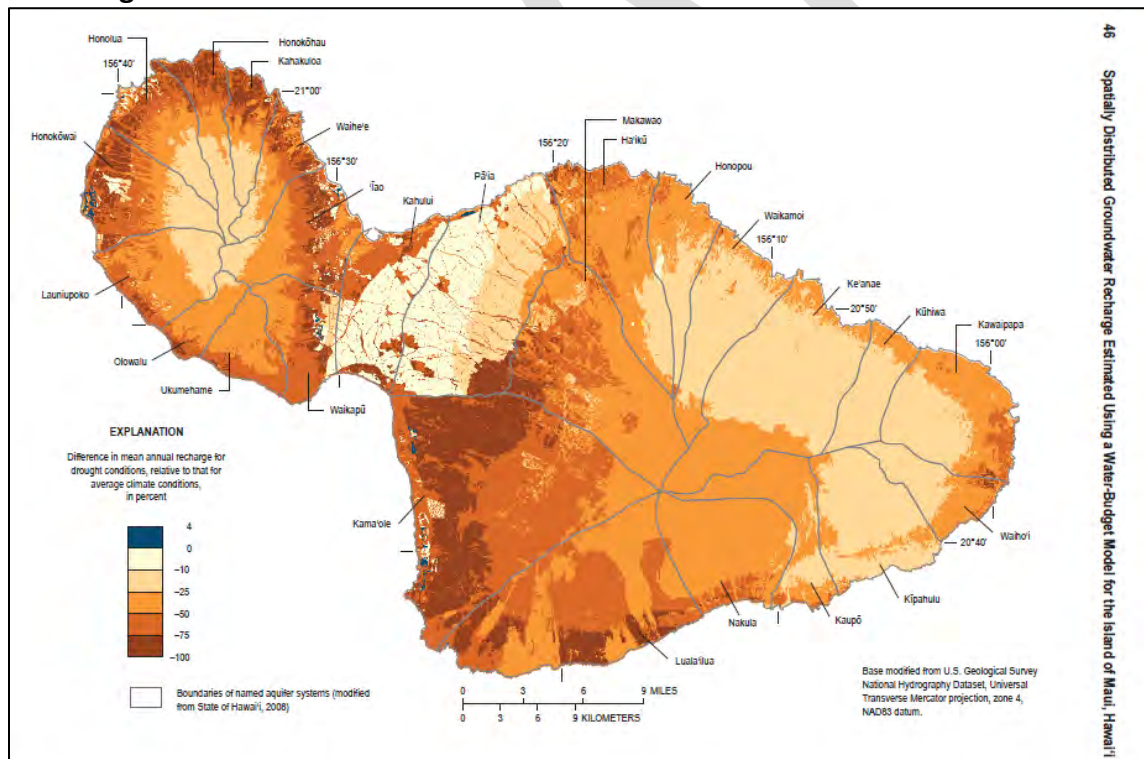 46 Spatially Distributed Groundwater Recharge Estimated Using a Water-Budget Model for the Island of Maui, Hawai‘i
Honolua
Honokōhau
156°40'
Kahakuloa
21°00'
Honokōwai
Waihe‘e
156°30'
‘Īao
Kahului
Pā‘ia
156°20'
Makawao
Ha‘ikū
Honopou
Waikamoi
156°10'
Ke‘anae
20°50'
Kūhiwa
Kawaipapa
156°00'
Launiupoko
Olowalu
Ukumehame
Waikapū
Kama‘ole
Waiho‘i
20°40'
Kīpahulu
Kaupō
Nakula
Luala‘ilua
EXPLANATION
Difference in mean annual recharge for
drought conditions, relative to that for
average climate conditions,
in percent
4
0
–10
–25
–50
–75
–100
Boundaries of named aquifer systems (modified
from State of Hawai‘i, 2008)
0 3 6 9 MILES
0 3 6 9 KILOMETERS
Base modified from U.S. Geological Survey
National Hydrography Dataset, Universal
Transverse Mercator projection, zone 4,
NAD83 datum.